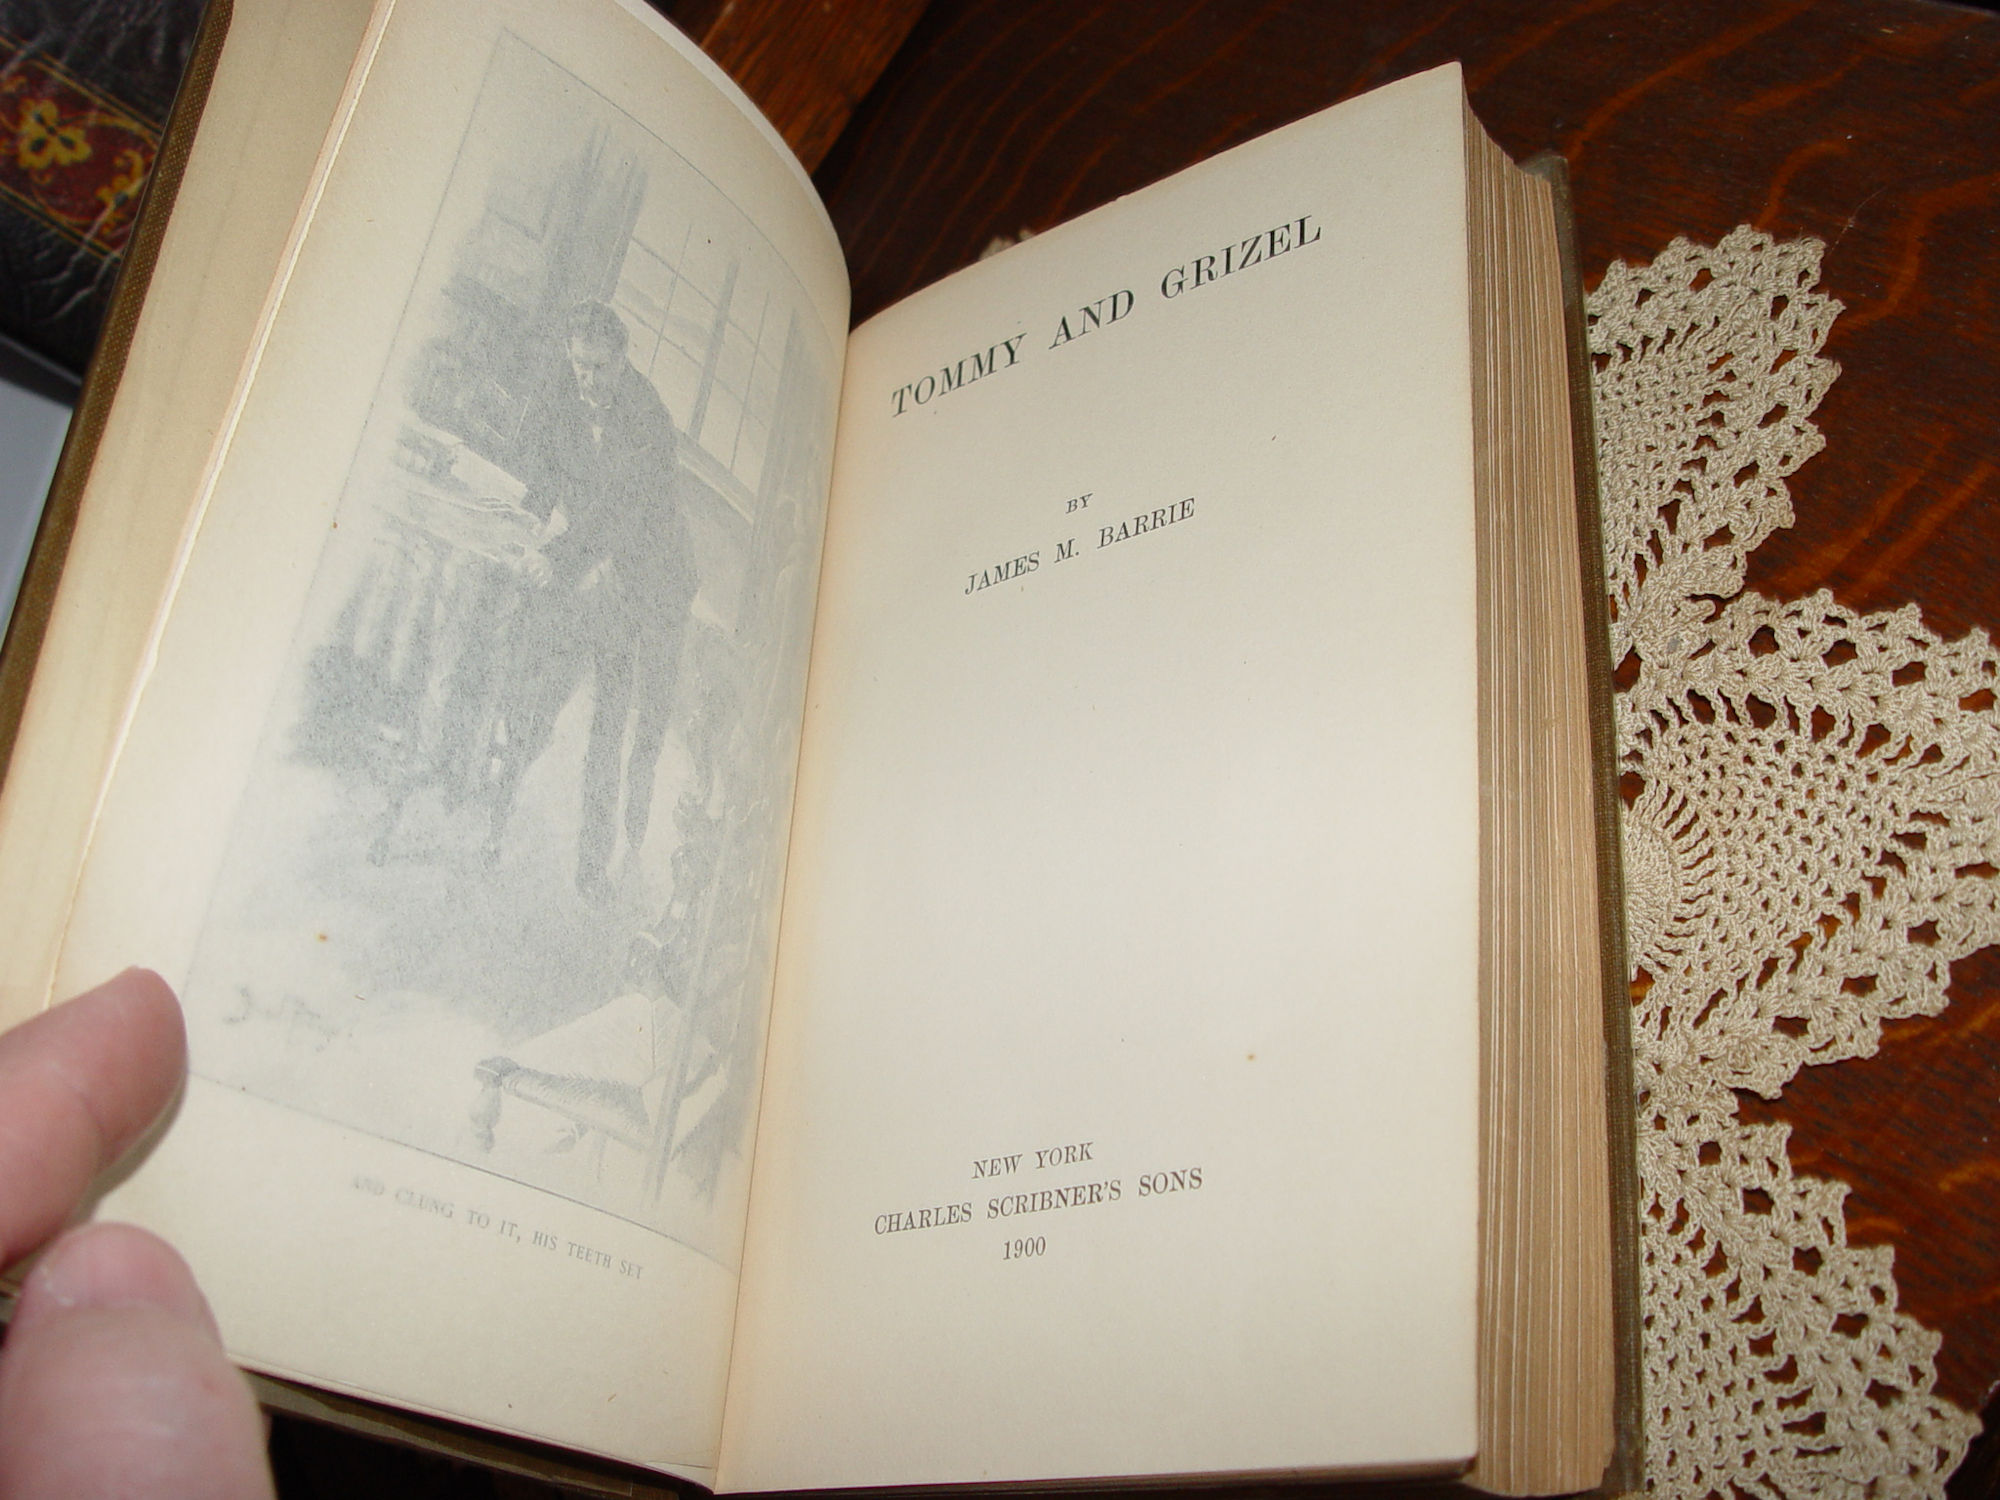 AND CLUNG TO IT, HIS TEETH SET
TOMMY AND GRIZEL
BY
JAMES M. BARRIE
NEW YORK
CHARLES SCRIBNER'S SONS
1900